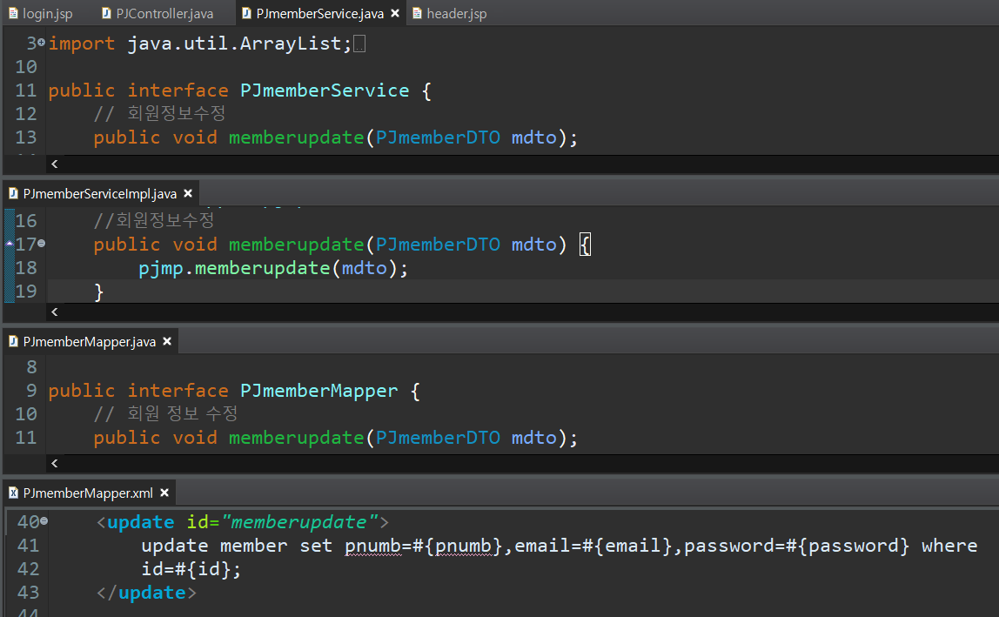 login.jsp PJController.java PJmemberService.java header.jsp
3 import java.util.ArrayList;
10
11 public interface PJmemberService {
12 // 회원정보수정
13 public void memberupdate(PJmemberDTO mdto);
PJmemberServiceImpl.java
16 //회원정보수정
17 public void memberupdate(PJmemberDTO mdto) {
18 pjmp.memberupdate(mdto);
19 }
PJmemberMapper.java
8
9 public interface PJmemberMapper {
10 // 회원 정보 수정
11 public void memberupdate(PJmemberDTO mdto);
PJmemberMapper.xml
40 <update id="memberupdate">
41 update member set pnumb=#{pnumb},email=#{email},password=#{password} where
42 id=#{id};
43 </update>
44